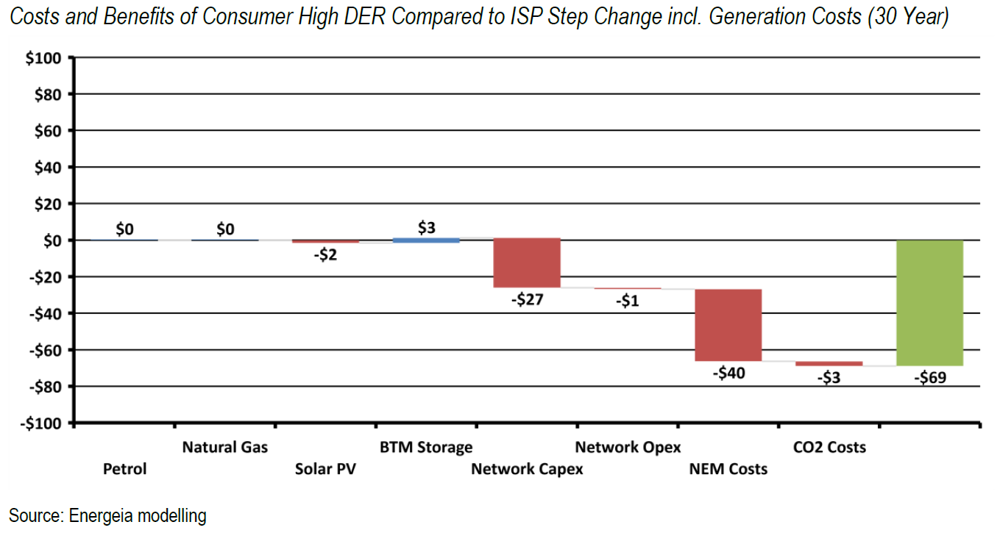 Costs and Benefits of Consumer High DER Compared to ISP Step Change incl. Generation Costs (30 Year)
$100
$80
$60
$40
$20
$0
-$20
-$40
-$60
-$80
-$100
$0
$0
-$2
$3
-$27
-$1
-$40
-$3
-$69
Petrol
Natural Gas
Solar PV
BTM Storage
Network Capex
Network Opex
NEM Costs
CO2 Costs
Source: Energeia modelling